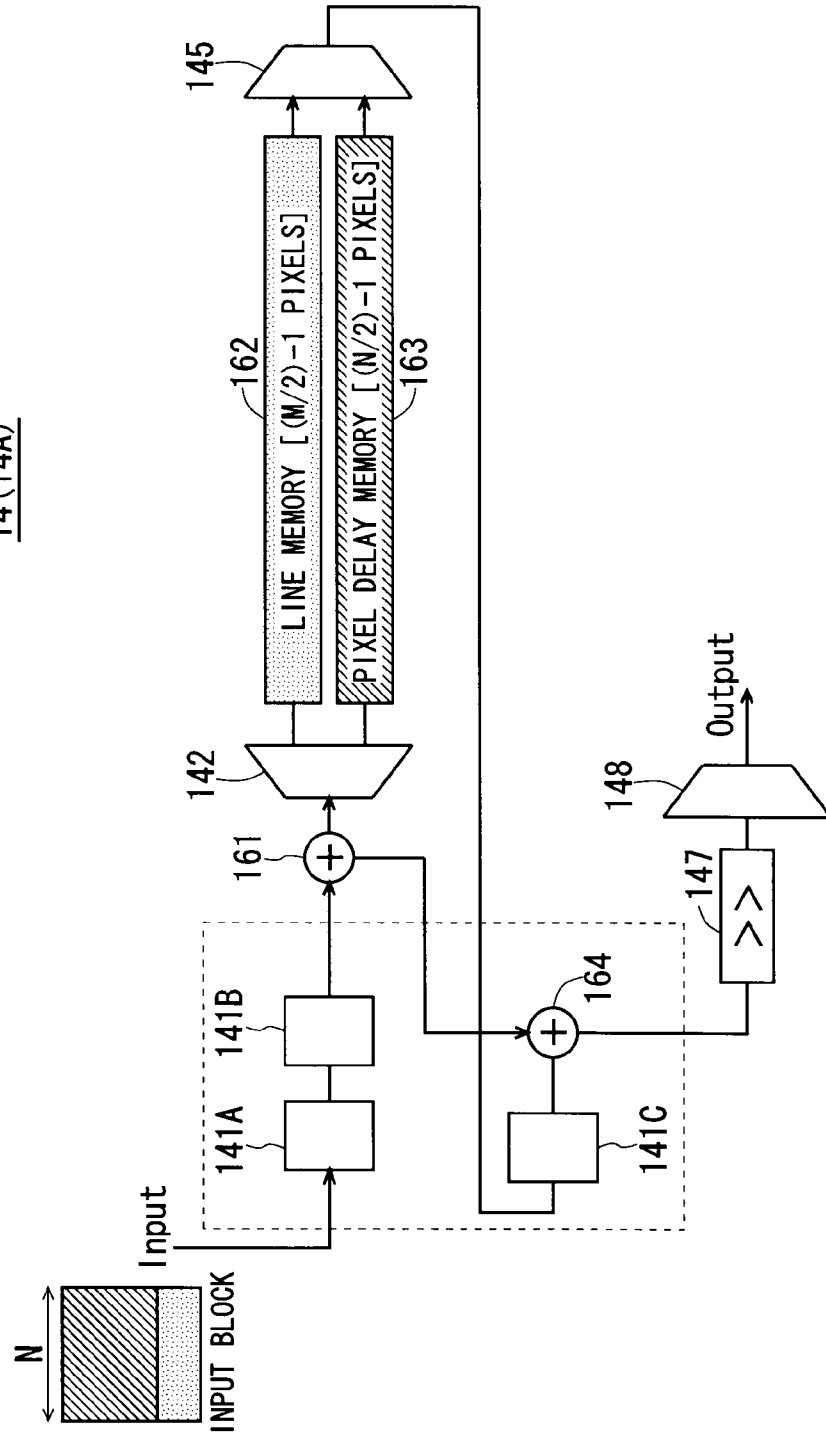 14(14A)
N
INPUT BLOCK
Input
141A
141B
161
142
162
LINE MEMORY [(M/2)-1 PIXELS]
PIXEL DELAY MEMORY [(N/2)-1 PIXELS]
163
145
141C
164
147
>>
148
Output